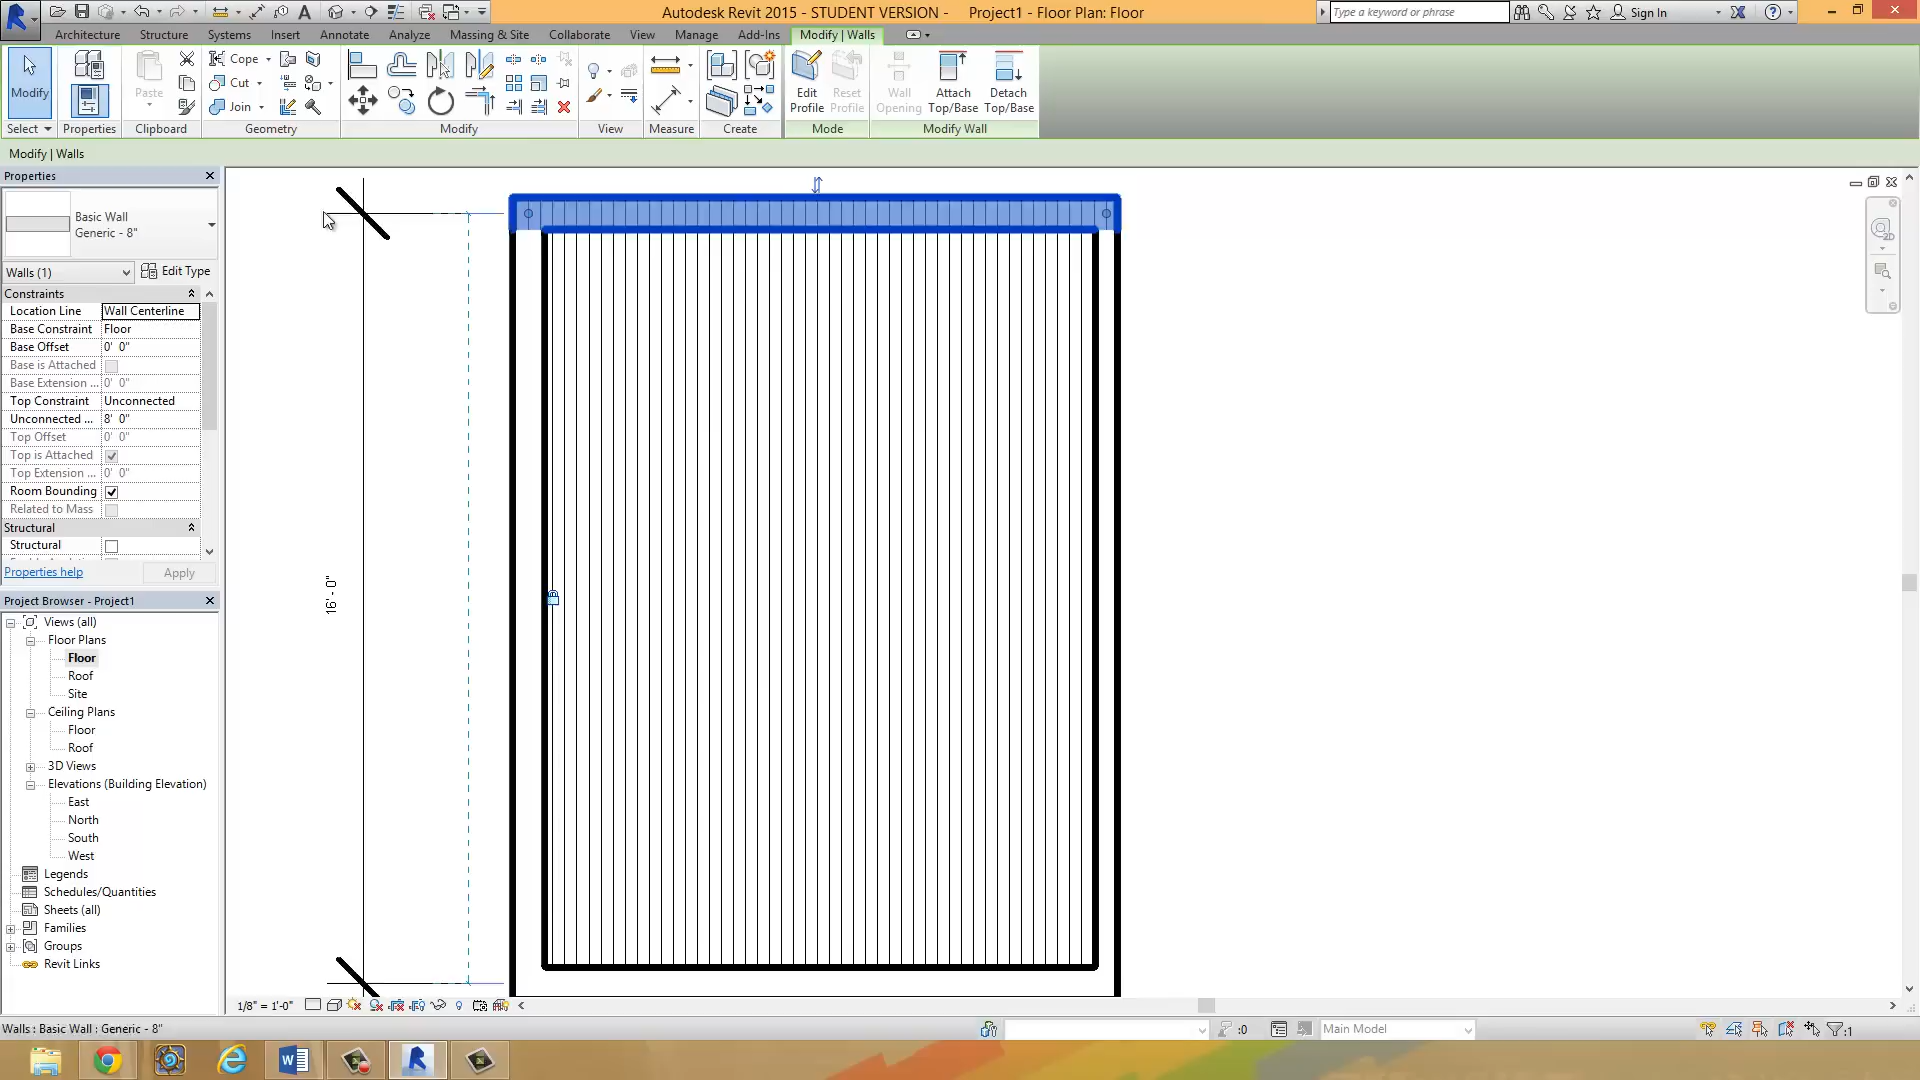 Autodesk Revit 2015 - STUDENT VERSION - Project1 - Floor Plan: Floor
Type a keyword or phrase
Sign In
Architecture Structure Systems Insert Annotate Analyze Massing & Site Collaborate View Manage Add-Ins Modify | Walls
Modify
Paste
Cope
Cut
Join
Edit Profile
Reset Profile
Wall Opening
Attach Top/Base
Detach Top/Base
Select Properties Clipboard Geometry Modify View Measure Create Mode Modify Wall
Modify | Walls
Properties
Basic Wall
Generic - 8"
Walls (1) Edit Type
Constraints
Location Line Wall Centerline
Base Constraint Floor
Base Offset 0' 0"
Base is Attached
Base Extension ... 0' 0"
Top Constraint Unconnected
Unconnected ... 8' 0"
Top Offset 0' 0"
Top is Attached
Top Extension ... 0' 0"
Room Bounding
Related to Mass
Structural
Structural
Properties help Apply
Project Browser - Project1
Views (all)
Floor Plans
Floor
Roof
Site
Ceiling Plans
Floor
Roof
3D Views
Elevations (Building Elevation)
East
North
South
West
Legends
Schedules/Quantities
Sheets (all)
Families
Groups
Revit Links
16' - 0"
2D
1/8" = 1'-0"
Walls : Basic Wall : Generic - 8"
:0
Main Model
:1